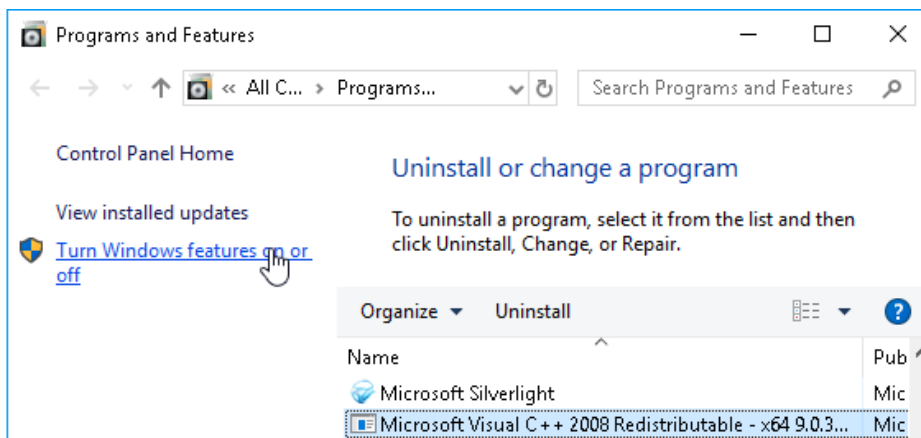 Programs and Features
« All C... > Programs...
Search Programs and Features
Control Panel Home
View installed updates
Turn Windows features on or
off
Uninstall or change a program
To uninstall a program, select it from the list and then
click Uninstall, Change, or Repair.
Organize
Uninstall
?
Name
Pub
Microsoft Silverlight
Mic
Microsoft Visual C++ 2008 Redistributable - x64 9.0.3...
Mic